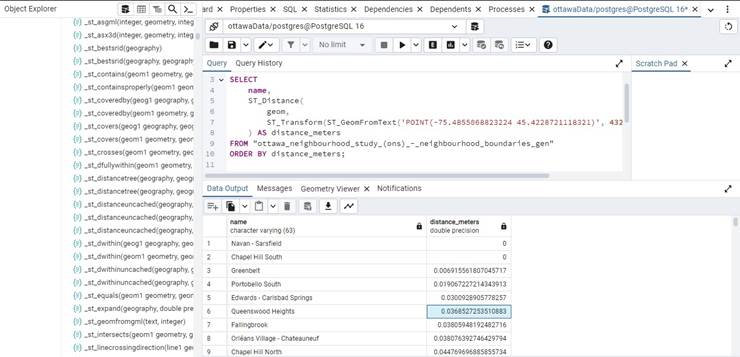 Object Explorer
ard × Properties × SQL × Statistics × Dependencies × Dependents × Processes × ottawaData/postgres@PostgreSQL 16* ×
_st_asgml(integer, geometry, integ
_st_asx3d(integer, geometry, integ
_st_bestsrid(geography)
_st_bestsrid(geography, geography
_st_contains(geom1 geometry, ge
_st_containsproperly(geom1 geom
_st_coveredby(geog1 geography, g
_st_coveredby(geom1 geometry, g
_st_covers(geog1 geography, geog
_st_covers(geom1 geometry, geom
_st_crosses(geom1 geometry, geom
_st_dfullywithin(geom1 geometry,
_st_distancetree(geography, geog
_st_distancetree(geography, geog
_st_distanceuncached(geography,
_st_distanceuncached(geography,
_st_distanceuncached(geography,
_st_dwithin(geog1 geography, geo
_st_dwithin(geom1 geometry, geo
_st_dwithinuncached(geography, g
_st_dwithinuncached(geography, g
_st_equals(geom1 geometry, geom
_st_expand(geography, double pre
_st_geomfromgml(text, integer)
_st_intersects(geom1 geometry, ge
_st_linecrossingdirection(line1 ge
ottawaData/postgres@PostgreSQL 16
No limit
Query Query History
Scratch Pad ×
3 SELECT
4 name,
5 ST_Distance(
6 geom,
7 ST_Transform(ST_GeomFromText('POINT(-75.4855068823224 45.4228721118321)', 432
8 ) AS distance_meters
9 FROM "ottawa_neighbourhood_study_(ons)_-_neighbourhood_boundaries_gen"
10 ORDER BY distance_meters;
11
Data Output Messages Geometry Viewer × Notifications
name distance_meters
character varying (63) double precision
1 Navan - Sarsfield 0
2 Chapel Hill South 0
3 Greenbelt 0.006915561807045717
4 Portobello South 0.019067227214343913
5 Edwards - Carlsbad Springs 0.0300928905778257
6 Queenswood Heights 0.0368527253510883
7 Fallingbrook 0.03805948192482716
8 Orléans Village - Chateauneuf 0.038076392746429794
9 Chapel Hill North 0.044769696885855734